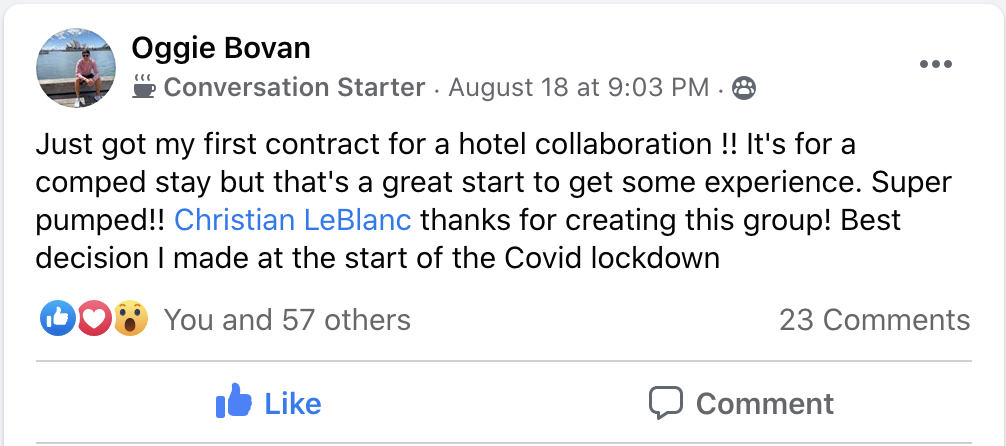 Oggie Bovan
Conversation Starter · August 18 at 9:03 PM ·
Just got my first contract for a hotel collaboration !! It's for a
comped stay but that's a great start to get some experience. Super
pumped!! Christian LeBlanc thanks for creating this group! Best
decision I made at the start of the Covid lockdown
You and 57 others 23 Comments
Like Comment